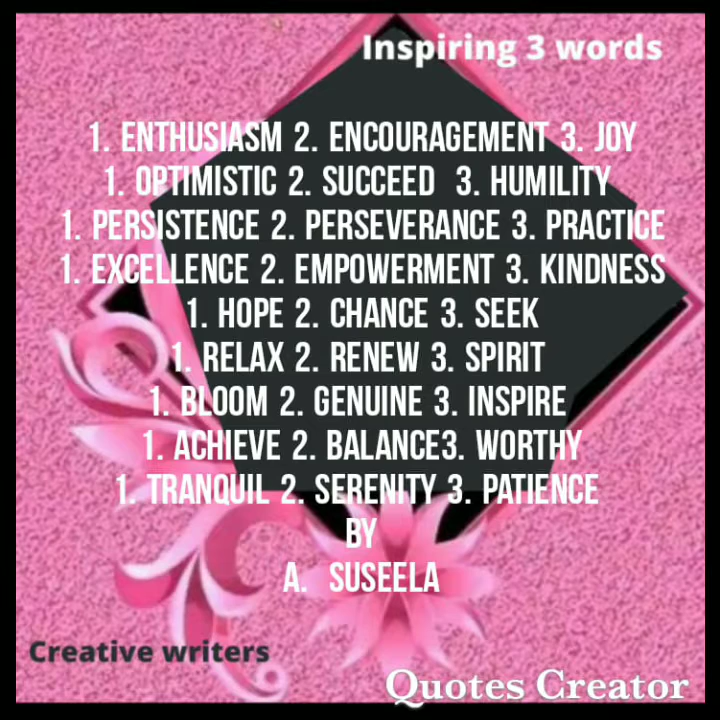 Inspiring 3 words
1. ENTHUSIASM 2. ENCOURAGEMENT 3. JOY
1. OPTIMISTIC 2. SUCCEED 3. HUMILITY
1. PERSISTENCE 2. PERSEVERANCE 3. PRACTICE
1. EXCELLENCE 2. EMPOWERMENT 3. KINDNESS
1. HOPE 2. CHANCE 3. SEEK
1. RELAX 2. RENEW 3. SPIRIT
1. BLOOM 2. GENUINE 3. INSPIRE
1. ACHIEVE 2. BALANCE3. WORTHY
1. TRANQUIL 2. SERENITY 3. PATIENCE
BY
A. SUSEELA
Creative writers
Quotes Creator